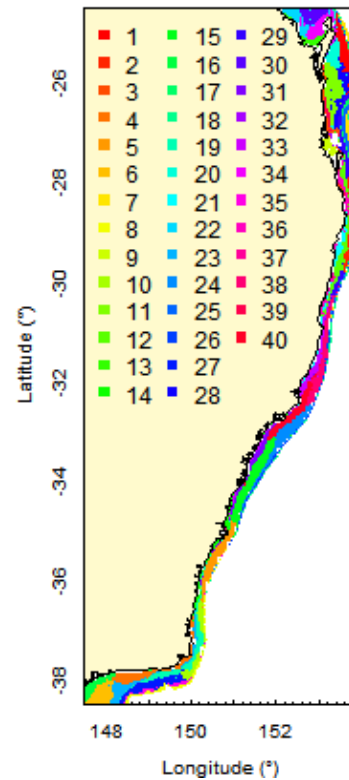 1 15 29
2 16 30
3 17 31
4 18 32
5 19 33
6 20 34
7 21 35
8 22 36
9 23 37
10 24 38
11 25 39
12 26 40
13 27
14 28
-26
-28
-30
-32
-34
-36
-38
Latitude (°)
148 150 152
Longitude (°)